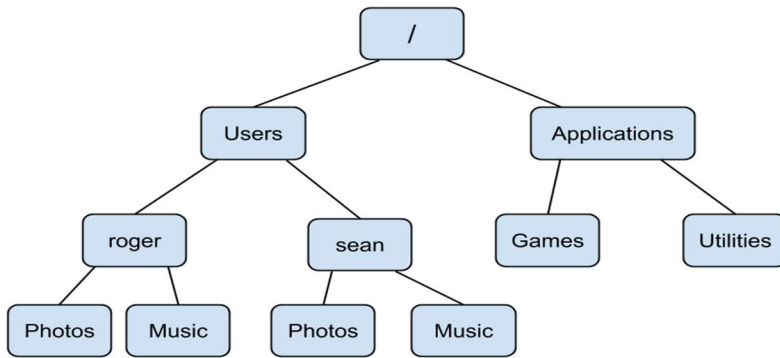 /
Users
Applications
roger
sean
Games
Utilities
Photos
Music
Photos
Music